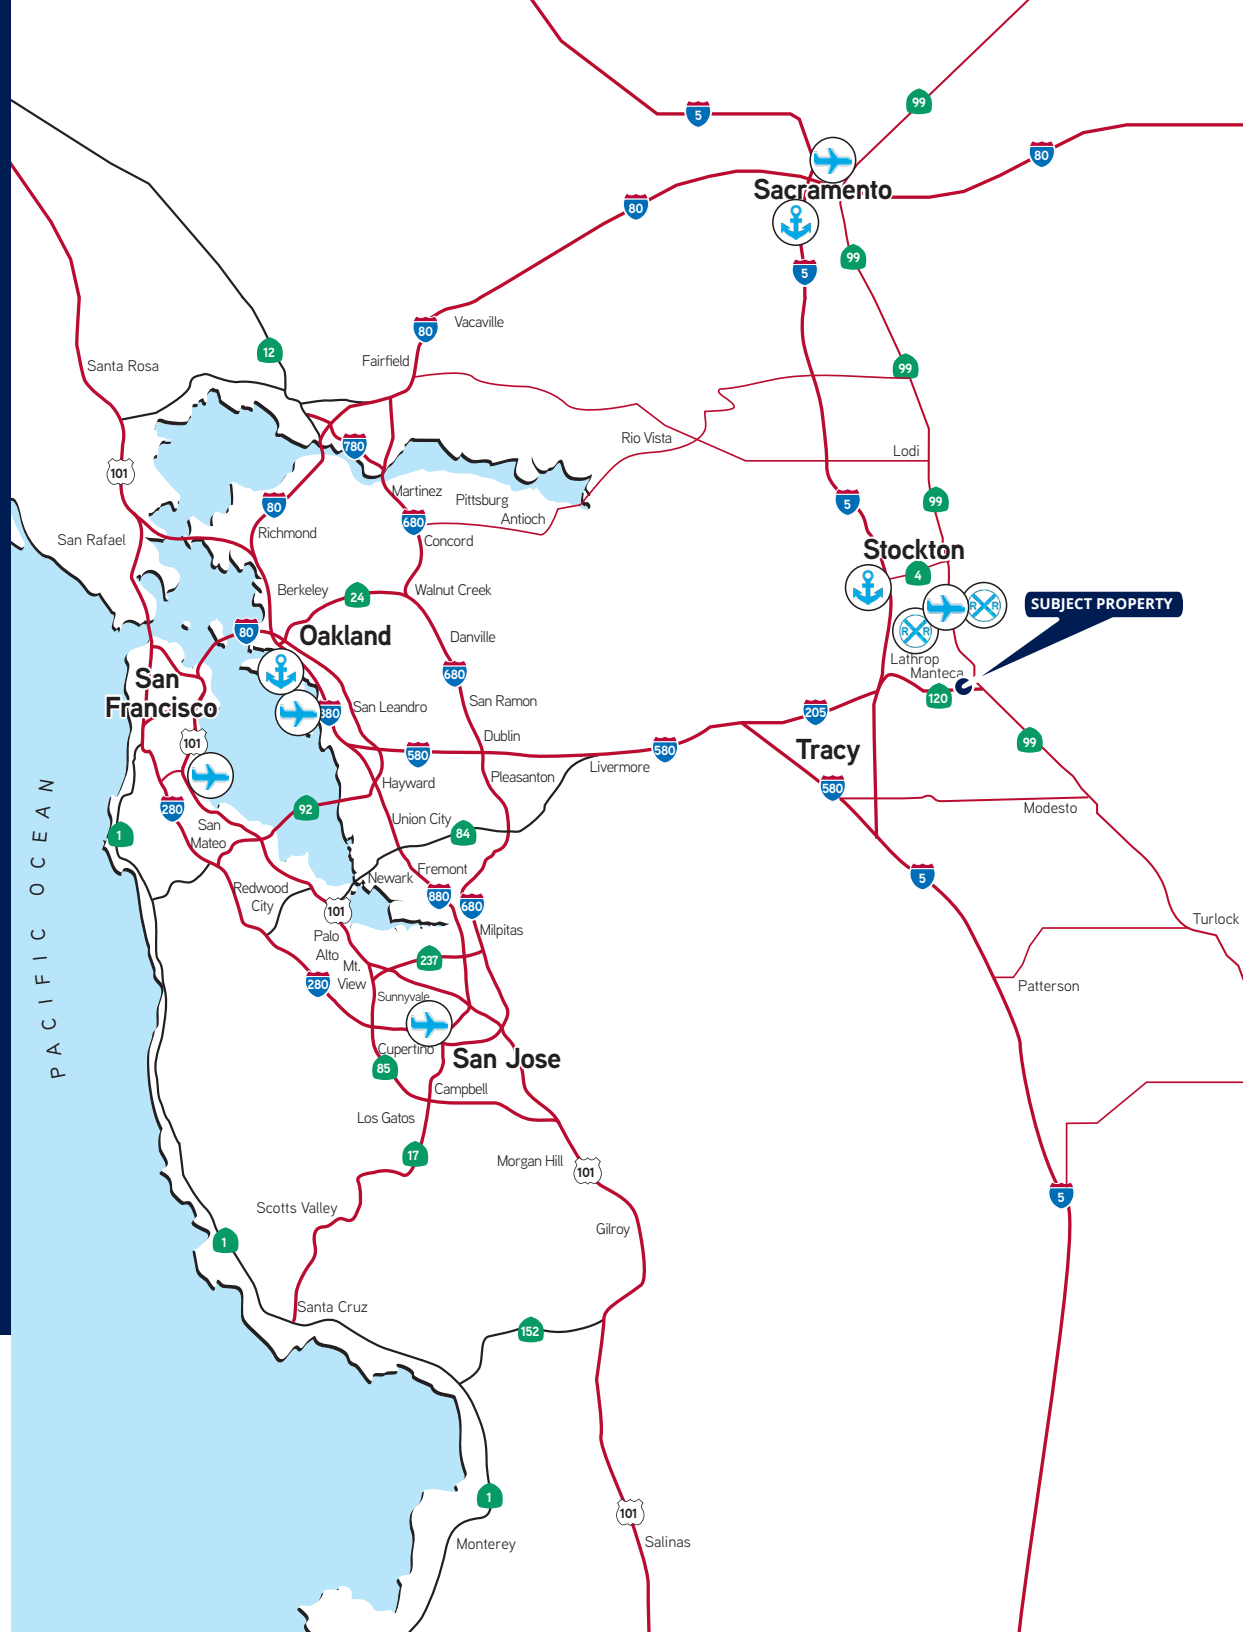 5
99
80
Sacramento
80
99
5
80
Vacaville
12
Santa Rosa
Fairfield
99
Rio Vista
780
Lodi
101
Martinez
Pittsburg
80
680
Antioch
5
99
Richmond
San Rafael
Concord
Stockton
4
Berkeley
24
Walnut Creek
R R
SUBJECT PROPERTY
80
Oakland
Danville
R R
Lathrop
Manteca
680
San
Francisco
San Leandro
San Ramon
120
205
101
Dublin
580
580
Tracy
99
Livermore
Pleasanton
Hayward
580
280
92
Modesto
1
San
Mateo
Union City
84
Fremont
Newark
5
Redwood
City
880
680
101
Turlock
Palo
Alto
Milpitas
237
Mt.
View
280
Sunnyvale
Patterson
PACIFIC OCEAN
Cupertino
San Jose
85
Campbell
Los Gatos
17
Morgan Hill
101
5
Scotts Valley
Gilroy
1
Santa Cruz
152
1
101
Monterey
Salinas